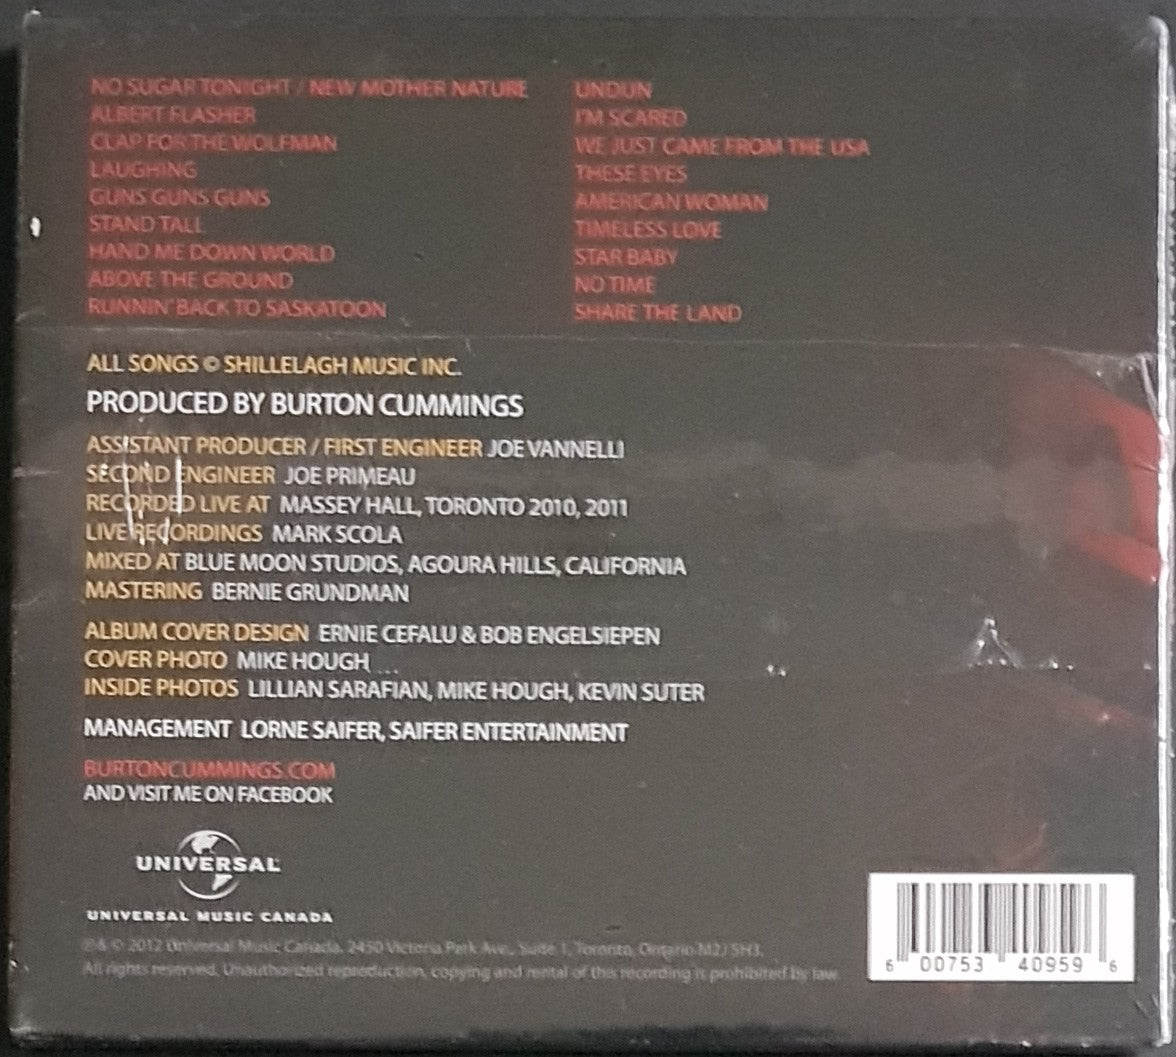 NO SUGAR TONIGHT / NEW MOTHER NATURE
ALBERT FLASHER
CLAP FOR THE WOLFMAN
LAUGHING
GUNS GUNS GUNS
STAND TALL
HAND ME DOWN WORLD
ABOVE THE GROUND
RUNNIN' BACK TO SASKATOON
UNDUN
I'M SCARED
WE JUST CAME FROM THE USA
THESE EYES
AMERICAN WOMAN
TIMELESS LOVE
STAR BABY
NO TIME
SHARE THE LAND
ALL SONGS © SHILLELAGH MUSIC INC.
PRODUCED BY BURTON CUMMINGS
ASSISTANT PRODUCER / FIRST ENGINEER JOE VANNELLI
SECOND ENGINEER JOE PRIMEAU
RECORDED LIVE AT MASSEY HALL, TORONTO 2010, 2011
LIVE RECORDINGS MARK SCOLA
MIXED AT BLUE MOON STUDIOS, AGOURA HILLS, CALIFORNIA
MASTERING BERNIE GRUNDMAN
ALBUM COVER DESIGN ERNIE CEFALU & BOB ENGELSIEPEN
COVER PHOTO MIKE HOUGH
INSIDE PHOTOS LILLIAN SARAFIAN, MIKE HOUGH, KEVIN SUTER
MANAGEMENT LORNE SAIFER, SAIFER ENTERTAINMENT
BURTONCUMMINGS.COM
AND VISIT ME ON FACEBOOK
UNIVERSAL
UNIVERSAL MUSIC CANADA
℗ & © 2012 Universal Music Canada. 2450 Victoria Park Ave., Suite 1, Toronto, Ontario M2J 5H3.
All rights reserved. Unauthorized reproduction, copying and rental of this recording is prohibited by law.
6 00753 40959 6